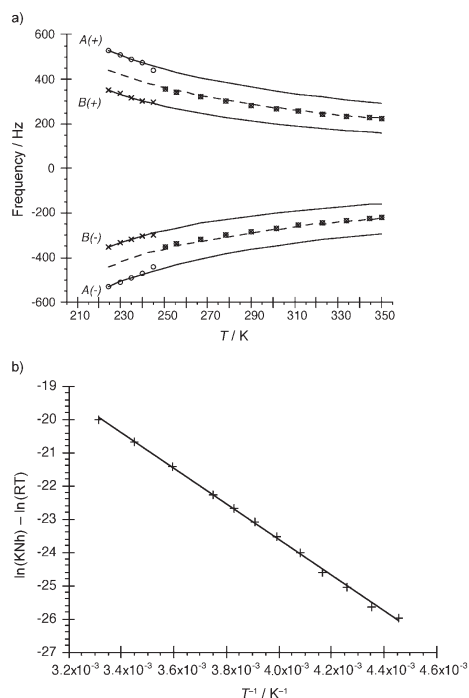 a)
600
400
200
0
-200
-400
-600
Frequency / Hz
A(+)
B(+)
B(-)
A(-)
210 230 250 270 290 310 330 350
T / K
b)
-19
-20
-21
-22
-23
-24
-25
-26
-27
ln(KNh) – ln(RT)
3.2x10⁻³ 3.4x10⁻³ 3.6x10⁻³ 3.8x10⁻³ 4.0x10⁻³ 4.2x10⁻³ 4.4x10⁻³ 4.6x10⁻³
T⁻¹ / K⁻¹